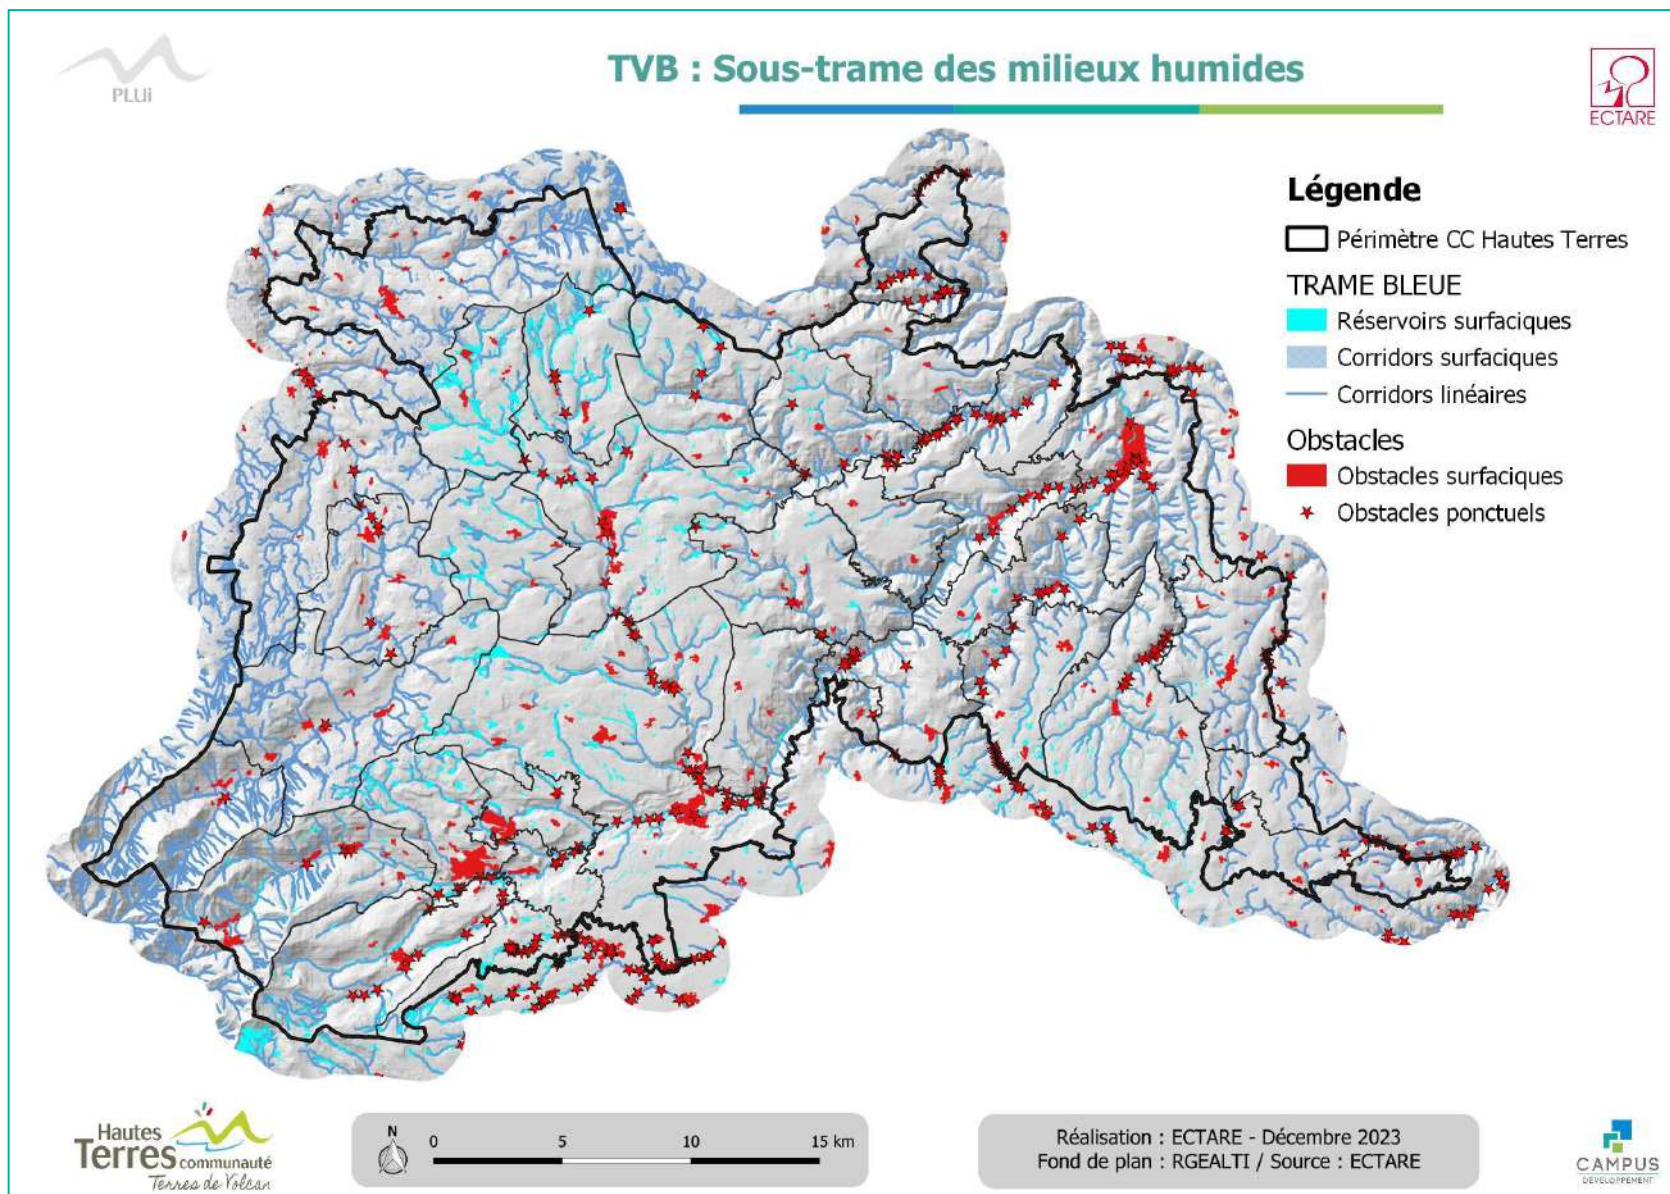 PLUi
TVB : Sous-trame des milieux humides
ECTARE
Légende
Périmètre CC Hautes Terres
TRAME BLEUE
Réservoirs surfaciques
Corridors surfaciques
Corridors linéaires
Obstacles
Obstacles surfaciques
Obstacles ponctuels
Hautes
Terres communauté
Terres de Volcan
N
0 5 10 15 km
Réalisation : ECTARE - Décembre 2023
Fond de plan : RGEALTI / Source : ECTARE
CAMPUS
DEVELOPPEMENT